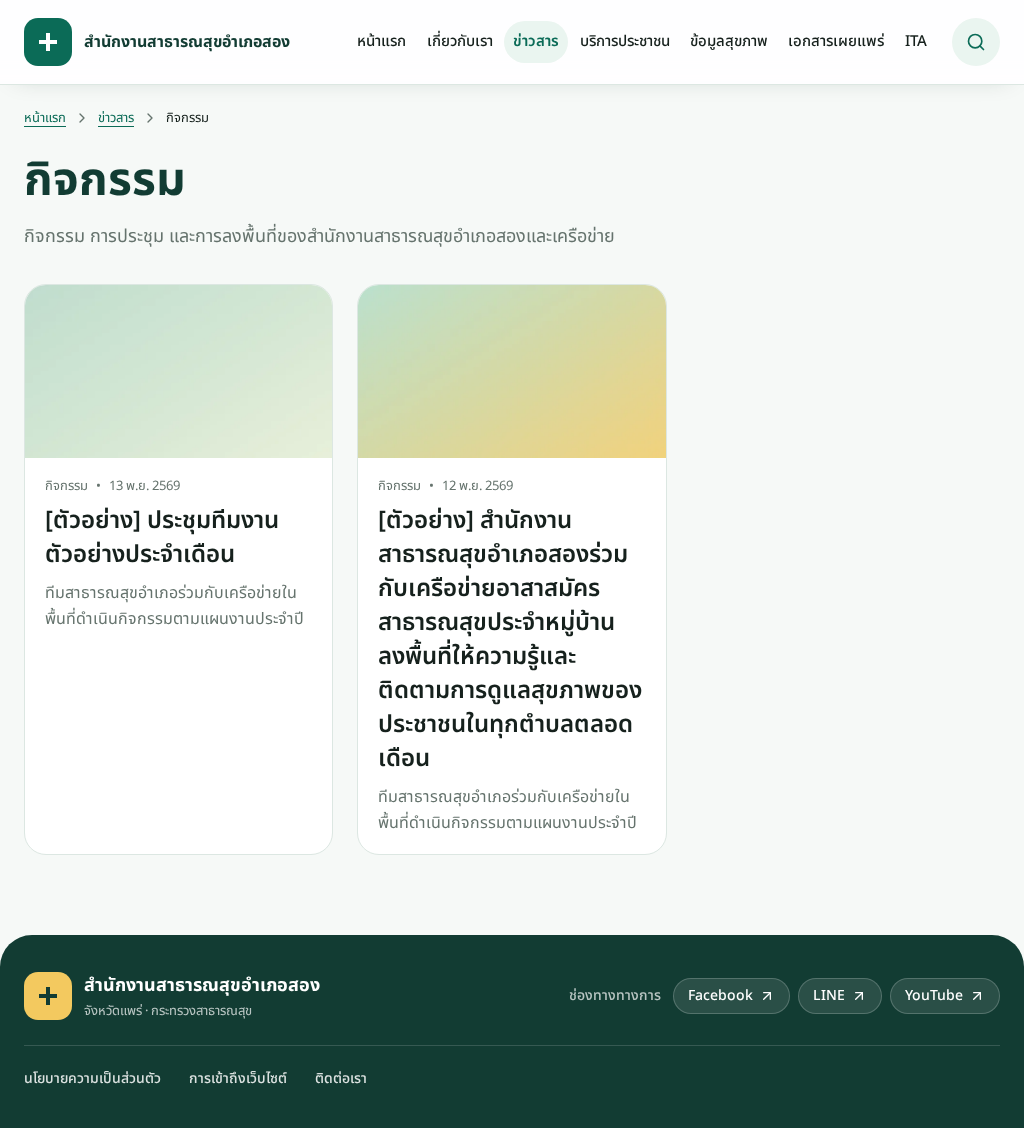 สำนักงานสาธารณสุขอำเภอสอง
หน้าแรก เกี่ยวกับเรา ข่าวสาร บริการประชาชน ข้อมูลสุขภาพ เอกสารเผยแพร่ ITA
หน้าแรก > ข่าวสาร > กิจกรรม
กิจกรรม
กิจกรรม การประชุม และการลงพื้นที่ของสำนักงานสาธารณสุขอำเภอสองและเครือข่าย
กิจกรรม • 13 พ.ย. 2569
[ตัวอย่าง] ประชุมทีมงาน
ตัวอย่างประจำเดือน
ทีมสาธารณสุขอำเภอร่วมกับเครือข่ายใน
พื้นที่ดำเนินกิจกรรมตามแผนงานประจำปี
กิจกรรม • 12 พ.ย. 2569
[ตัวอย่าง] สำนักงาน
สาธารณสุขอำเภอสองร่วม
กับเครือข่ายอาสาสมัคร
สาธารณสุขประจำหมู่บ้าน
ลงพื้นที่ให้ความรู้และ
ติดตามการดูแลสุขภาพของ
ประชาชนในทุกตำบลตลอด
เดือน
ทีมสาธารณสุขอำเภอร่วมกับเครือข่ายใน
พื้นที่ดำเนินกิจกรรมตามแผนงานประจำปี
สำนักงานสาธารณสุขอำเภอสอง
จังหวัดแพร่ · กระทรวงสาธารณสุข
ช่องทางทางการ Facebook LINE YouTube
นโยบายความเป็นส่วนตัว การเข้าถึงเว็บไซต์ ติดต่อเรา